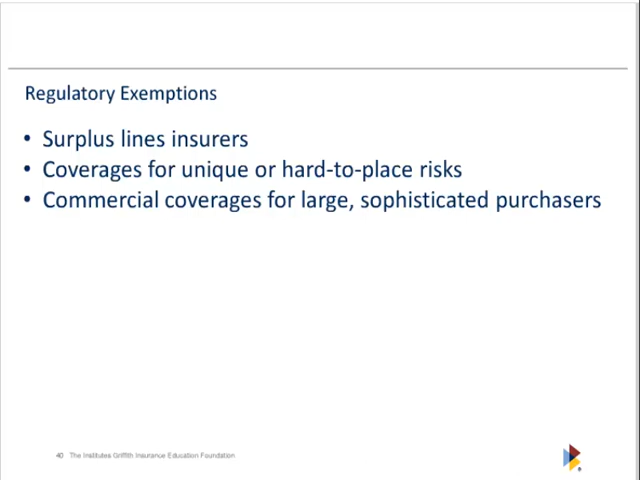 Regulatory Exemptions
• Surplus lines insurers
• Coverages for unique or hard-to-place risks
• Commercial coverages for large, sophisticated purchasers
40 The Institutes Griffith Insurance Education Foundation